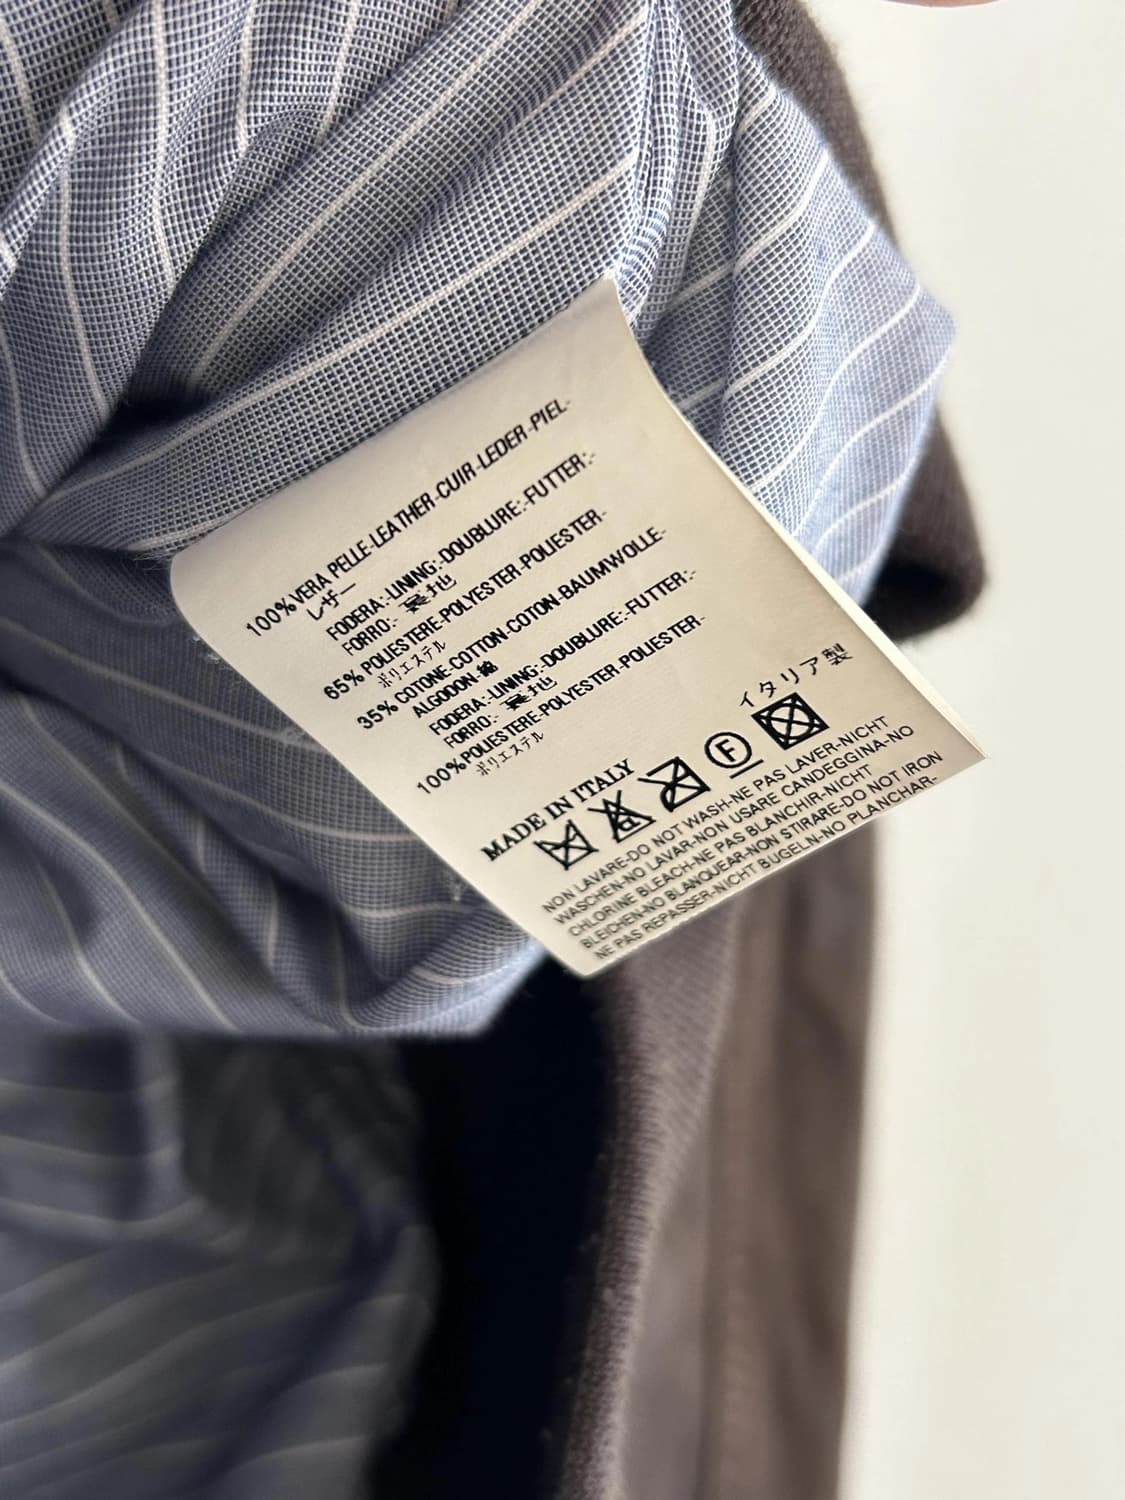 100% VERA PELLE-LEATHER-CUIR-LEDER-PIEL-
レザー
FODERA:-LINING:-DOUBLURE:-FUTTER:-
FORRO:- 裏地
65% POLIESTERE-POLYESTER-POLIESTER-
ポリエステル
35% COTONE-COTTON-COTON-BAUMWOLLE-
ALGODON-綿
FODERA:-LINING:-DOUBLURE:-FUTTER:-
FORRO:- 裏地
100% POLIESTERE-POLYESTER-POLIESTER-
ポリエステル
MADE IN ITALY イタリア製
F
NON LAVARE-DO NOT WASH-NE PAS LAVER-NICHT
WASCHEN-NO LAVAR-NON USARE CANDEGGINA-NO
CHLORINE BLEACH-NE PAS BLANCHIR-NICHT
BLEICHEN-NO BLANQUEAR-NON STIRARE-DO NOT IRON
NE PAS REPASSER-NICHT BUGELN-NO PLANCHAR-